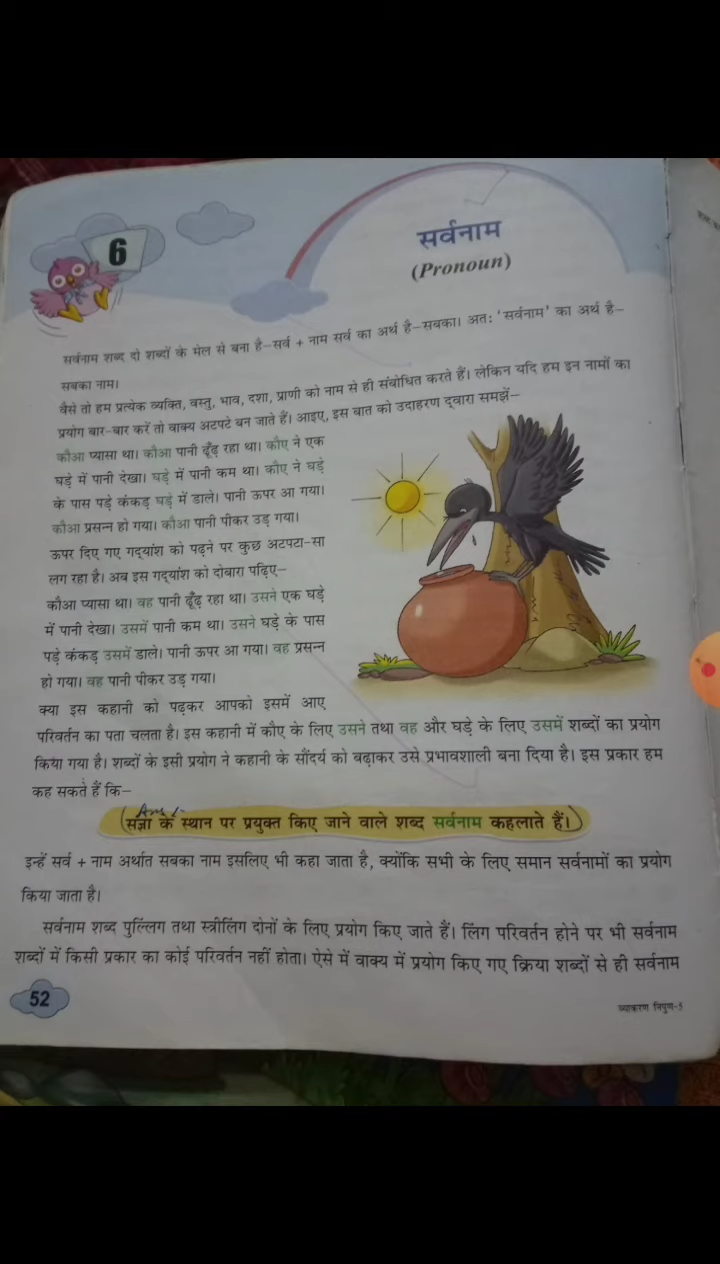 6
सर्वनाम
(Pronoun)
सर्वनाम शब्द दो शब्दों के मेल से बना है–सर्व + नाम सर्व का अर्थ है–सबका। अतः 'सर्वनाम' का अर्थ है–
सबका नाम।
वैसे तो हम प्रत्येक व्यक्ति, वस्तु, भाव, दशा, प्राणी को नाम से ही संबोधित करते हैं। लेकिन यदि हम इन नामों का
प्रयोग बार-बार करें तो वाक्य अटपटे बन जाते हैं। आइए, इस बात को उदाहरण द्वारा समझें–
कौआ प्यासा था। कौआ पानी ढूँढ़ रहा था। कौए ने एक
घड़े में पानी देखा। घड़े में पानी कम था। कौए ने घड़े
के पास पड़े कंकड़ घड़े में डाले। पानी ऊपर आ गया।
कौआ प्रसन्न हो गया। कौआ पानी पीकर उड़ गया।
ऊपर दिए गए गद्यांश को पढ़ने पर कुछ अटपटा-सा
लग रहा है। अब इस गद्यांश को दोबारा पढ़िए–
कौआ प्यासा था। वह पानी ढूँढ़ रहा था। उसने एक घड़े
में पानी देखा। उसमें पानी कम था। उसने घड़े के पास
पड़े कंकड़ उसमें डाले। पानी ऊपर आ गया। वह प्रसन्न
हो गया। वह पानी पीकर उड़ गया।
क्या इस कहानी को पढ़कर आपको इसमें आए
परिवर्तन का पता चलता है। इस कहानी में कौए के लिए उसने तथा वह और घड़े के लिए उसमें शब्दों का प्रयोग
किया गया है। शब्दों के इसी प्रयोग ने कहानी के सौंदर्य को बढ़ाकर उसे प्रभावशाली बना दिया है। इस प्रकार हम
कह सकते हैं कि–
Ans:-
(संज्ञा के स्थान पर प्रयुक्त किए जाने वाले शब्द सर्वनाम कहलाते हैं।)
इन्हें सर्व + नाम अर्थात सबका नाम इसलिए भी कहा जाता है, क्योंकि सभी के लिए समान सर्वनामों का प्रयोग
किया जाता है।
सर्वनाम शब्द पुल्लिंग तथा स्त्रीलिंग दोनों के लिए प्रयोग किए जाते हैं। लिंग परिवर्तन होने पर भी सर्वनाम
शब्दों में किसी प्रकार का कोई परिवर्तन नहीं होता। ऐसे में वाक्य में प्रयोग किए गए क्रिया शब्दों से ही सर्वनाम
52
व्याकरण निपुण-5